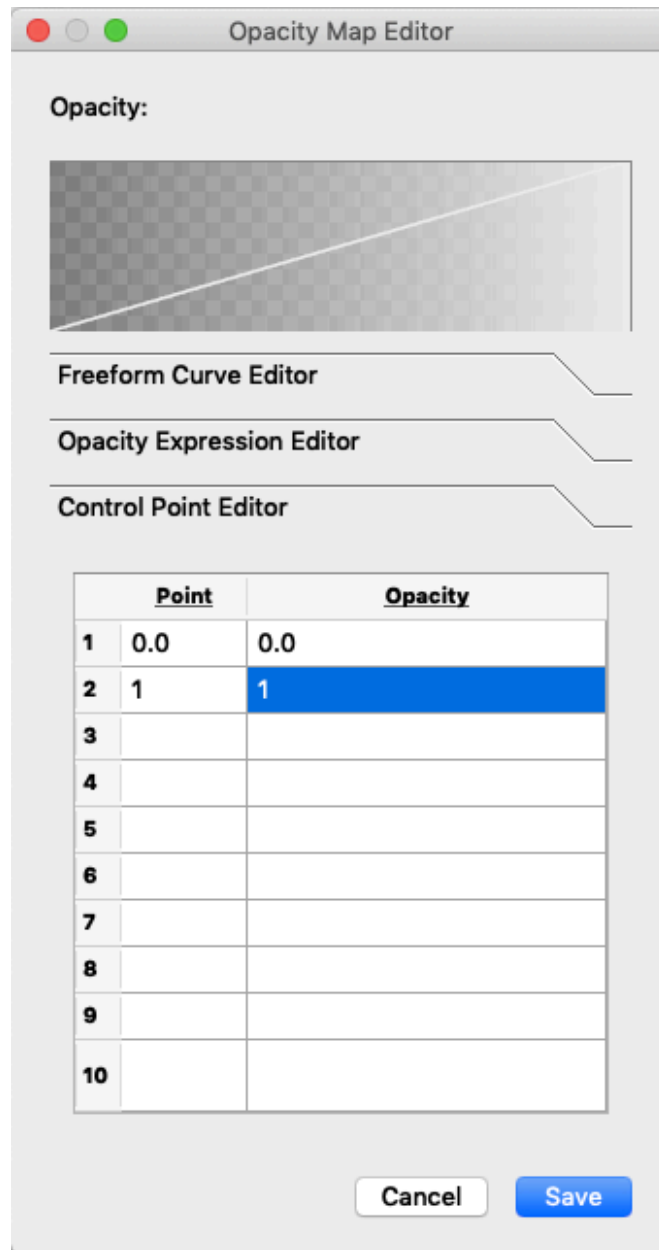 Opacity Map Editor
Opacity:
Freeform Curve Editor
Opacity Expression Editor
Control Point Editor
Point Opacity
1 0.0 0.0
2 1 1
3
4
5
6
7
8
9
10
Cancel Save